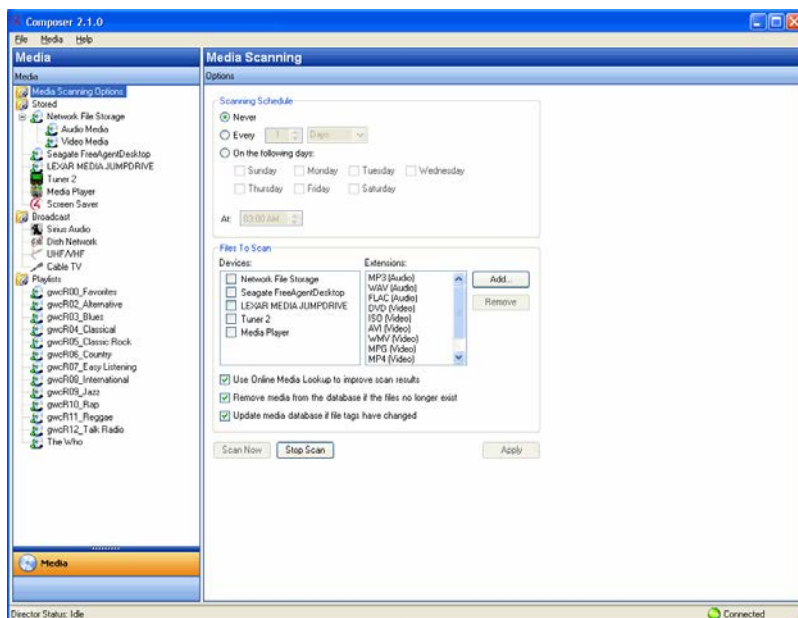 Composer 2.1.0
File Media Help
Media
Media
Media Scanning Options
Stored
Network File Storage
Audio Media
Video Media
Seagate FreeAgentDesktop
LEXAR MEDIA JUMPDRIVE
Tuner 2
Media Player
Screen Saver
Broadcast
Sirius Audio
Dish Network
UHF/VHF
Cable TV
Playlists
gwcR00_Favorites
gwcR02_Alternative
gwcR03_Blues
gwcR04_Classical
gwcR05_Classic Rock
gwcR06_Country
gwcR07_Easy Listening
gwcR08_International
gwcR09_Jazz
gwcR10_Rap
gwcR11_Reggae
gwcR12_Talk Radio
The Who
Media
Media Scanning
Options
Scanning Schedule
Never
Every 1 Days
On the following days:
Sunday Monday Tuesday Wednesday
Thursday Friday Saturday
At: 03:00 AM
Files To Scan
Devices:
Network File Storage
Seagate FreeAgentDesktop
LEXAR MEDIA JUMPDRIVE
Tuner 2
Media Player
Extensions:
MP3 (Audio)
WAV (Audio)
FLAC (Audio)
DVD (Video)
ISO (Video)
AVI (Video)
WMV (Video)
MPG (Video)
MP4 (Video)
Add...
Remove
Use Online Media Lookup to improve scan results
Remove media from the database if the files no longer exist
Update media database if file tags have changed
Scan Now Stop Scan Apply
Director Status: Idle Connected